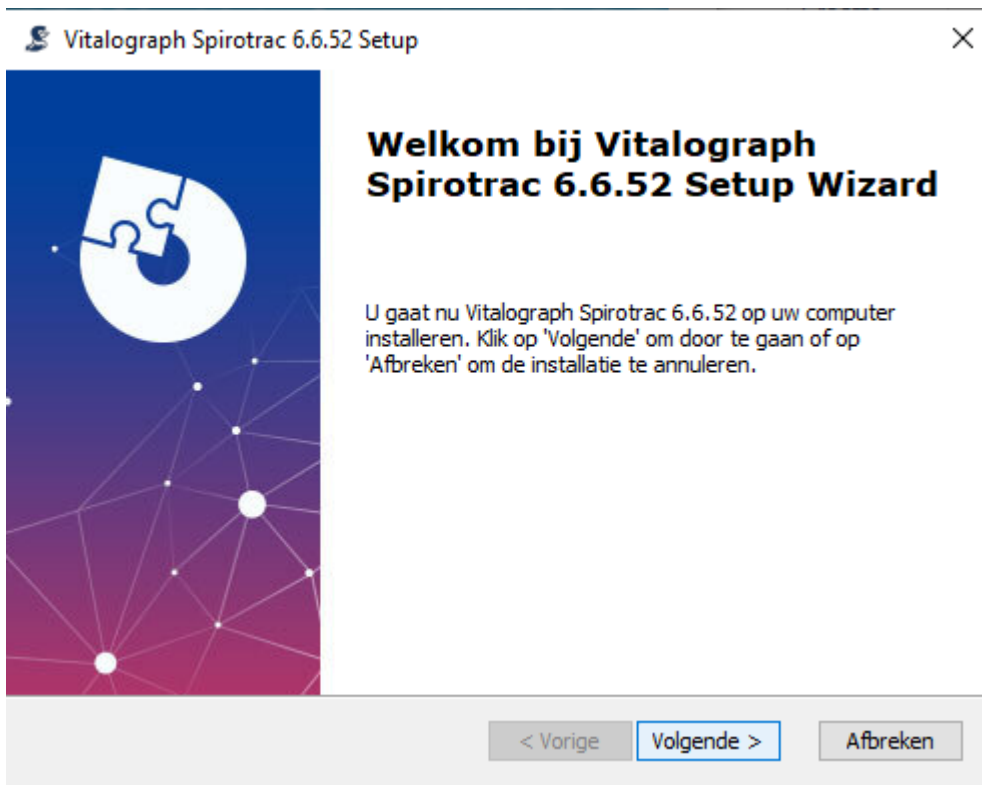 Vitalograph Spirotrac 6.6.52 Setup
Welkom bij Vitalograph
Spirotrac 6.6.52 Setup Wizard
U gaat nu Vitalograph Spirotrac 6.6.52 op uw computer
installeren. Klik op 'Volgende' om door te gaan of op
'Afbreken' om de installatie te annuleren.
< Vorige
Volgende >
Afbreken